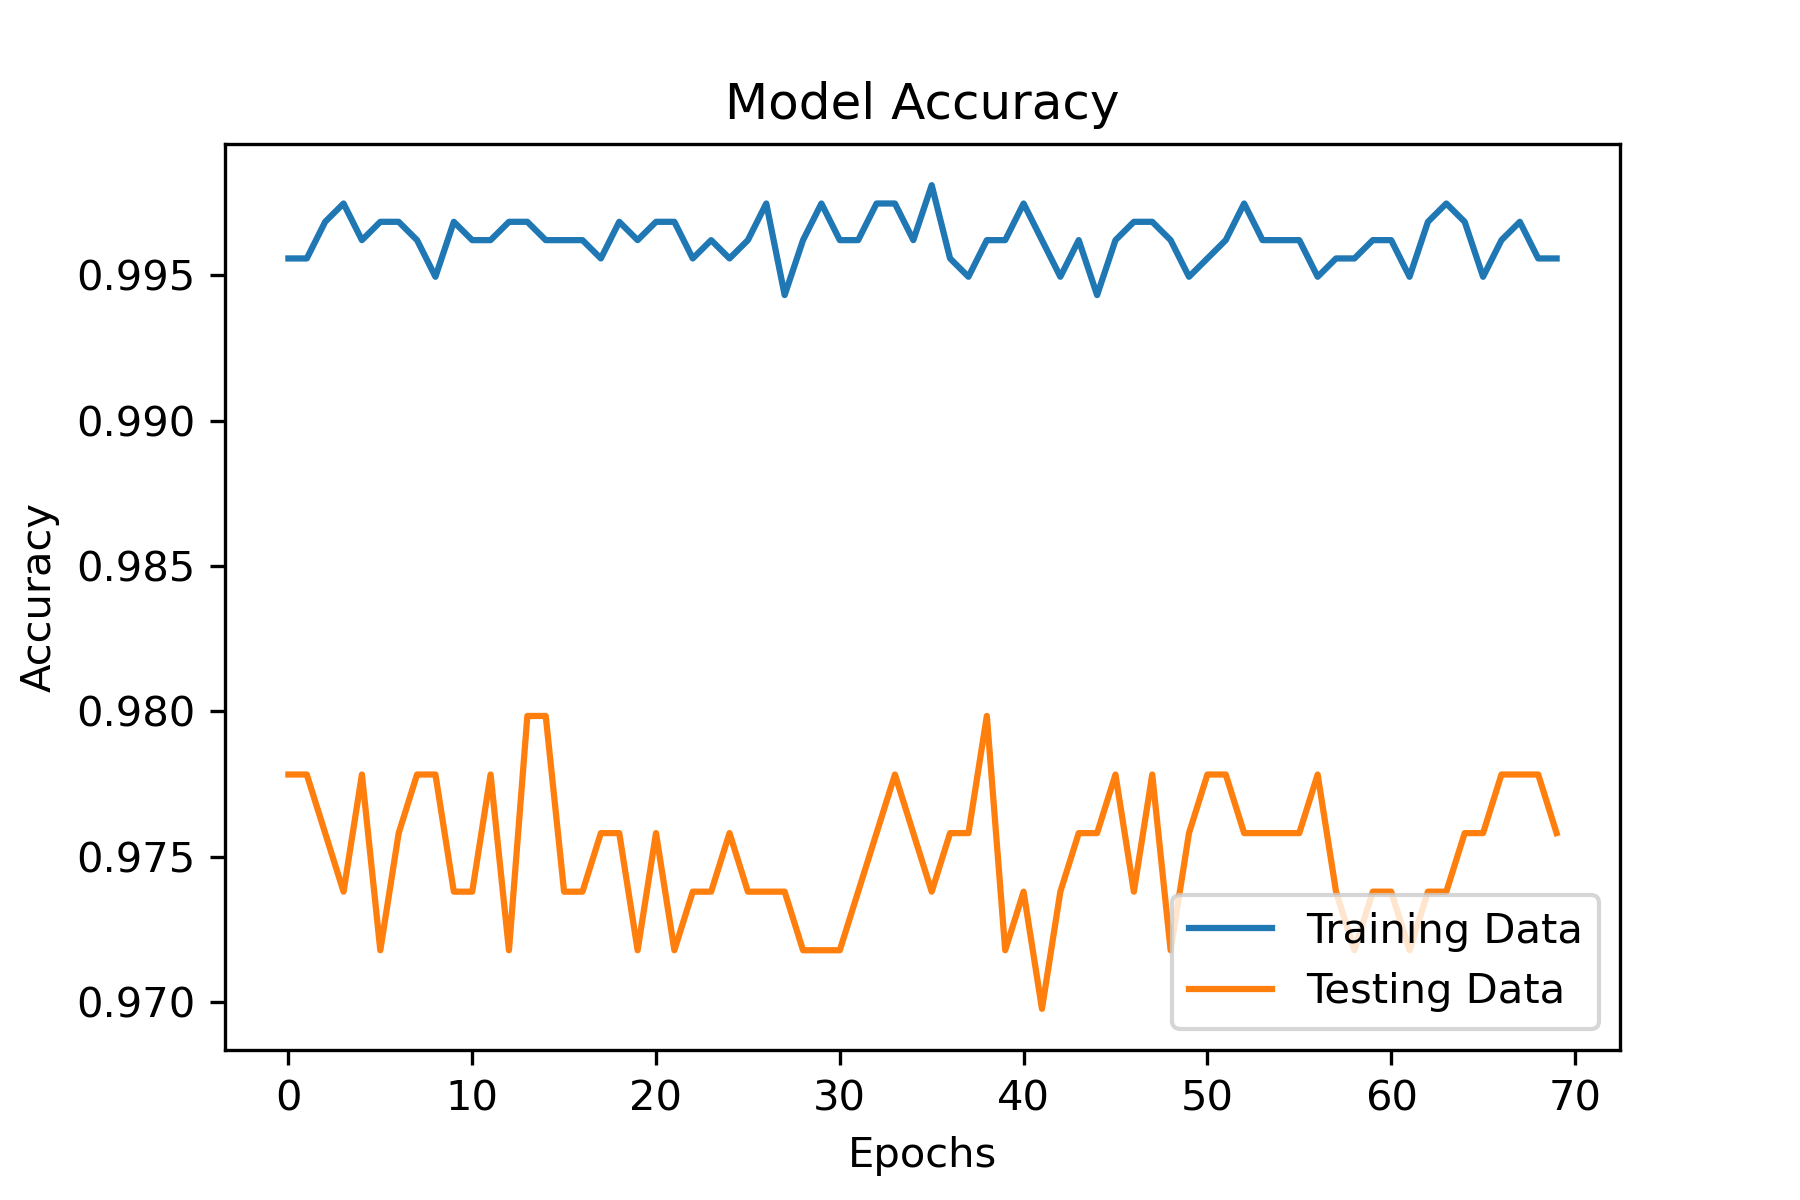 Model Accuracy
Accuracy
0.995
0.990
0.985
0.980
0.975
0.970
Training Data
Testing Data
0 10 20 30 40 50 60 70
Epochs